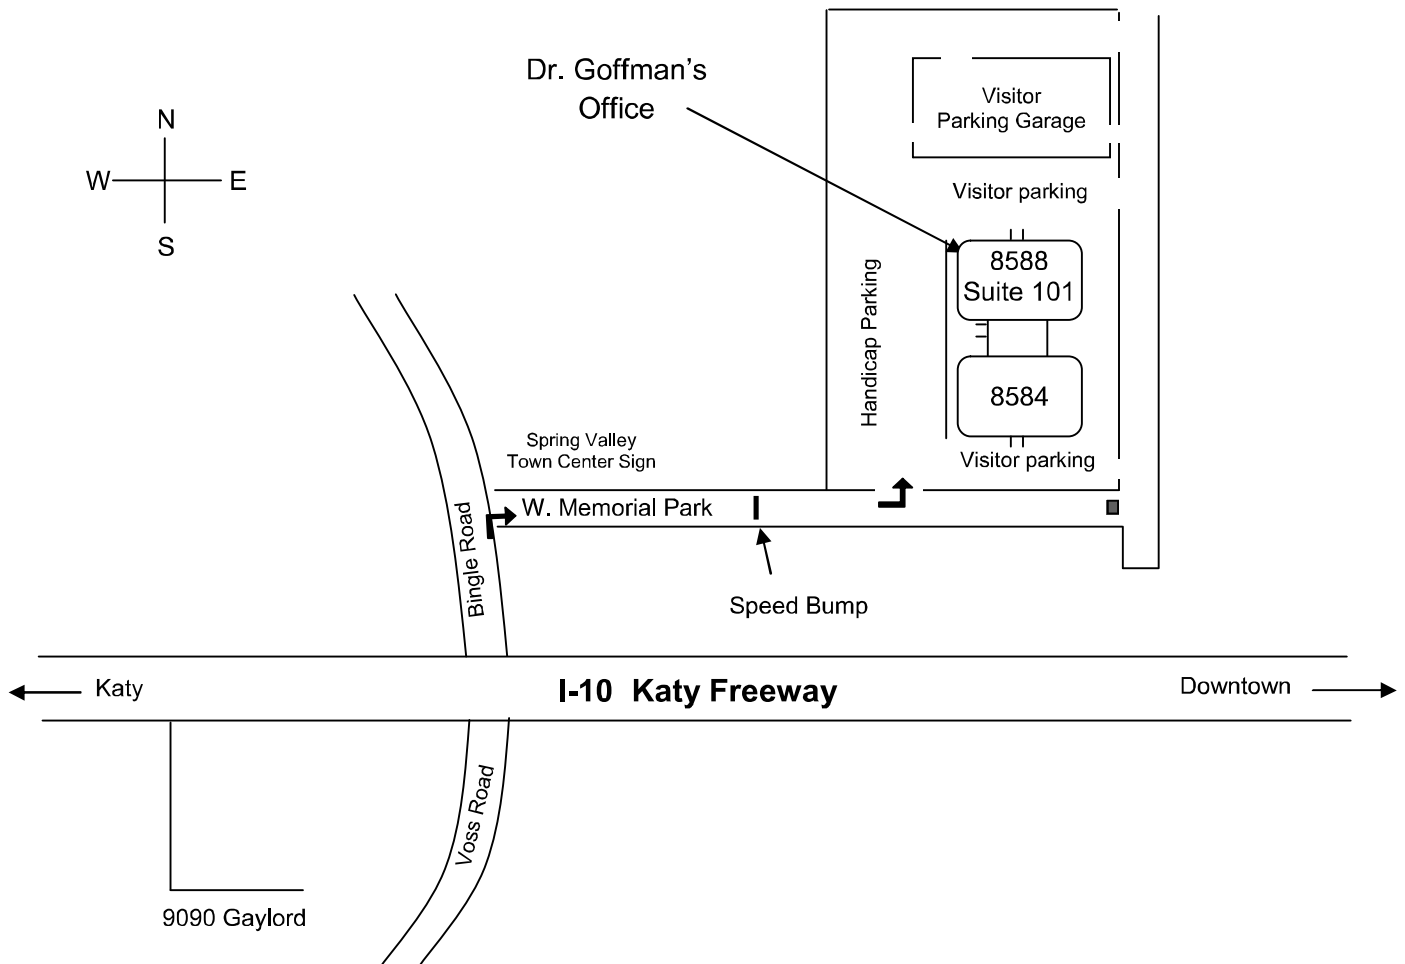 Dr. Goffman's
Office
Visitor
Parking Garage
N
W
E
S
Visitor parking
8588
Suite 101
Handicap Parking
8584
Visitor parking
Spring Valley
Town Center Sign
W. Memorial Park
Bingle Road
Speed Bump
Katy
I-10 Katy Freeway
Downtown
Voss Road
9090 Gaylord